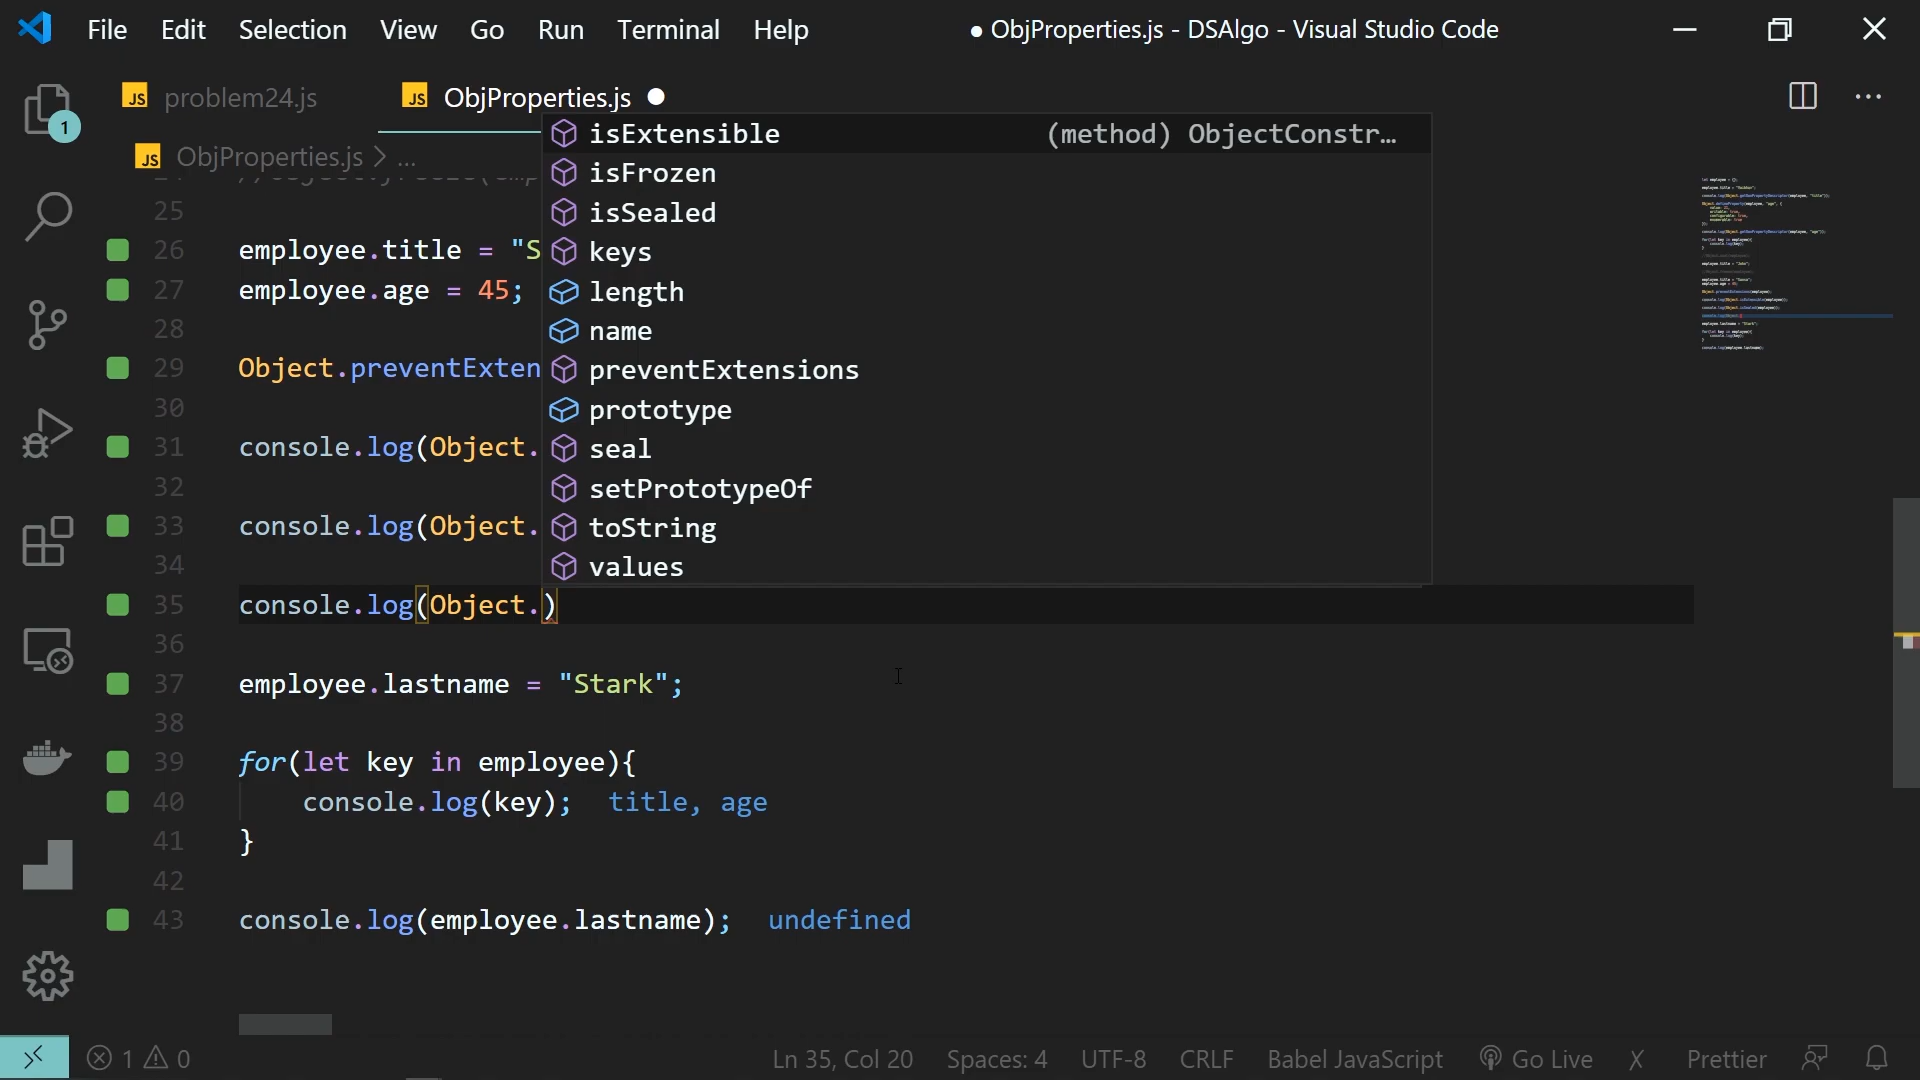 File Edit Selection View Go Run Terminal Help ● ObjProperties.js - DSAlgo - Visual Studio Code
JS problem24.js JS ObjProperties.js ●
JS ObjProperties.js > ...
1
isExtensible (method) ObjectConstr…
isFrozen
isSealed
keys
length
name
preventExtensions
prototype
seal
setPrototypeOf
toString
values
25
26 employee.title = "S
27 employee.age = 45;
28
29 Object.preventExten
30
31 console.log(Object.
32
33 console.log(Object.
34
35 console.log(Object.)
36
37 employee.lastname = "Stark";
38
39 for(let key in employee){
40 console.log(key); title, age
41 }
42
43 console.log(employee.lastname); undefined
1 0 Ln 35, Col 20 Spaces: 4 UTF-8 CRLF Babel JavaScript Go Live X Prettier